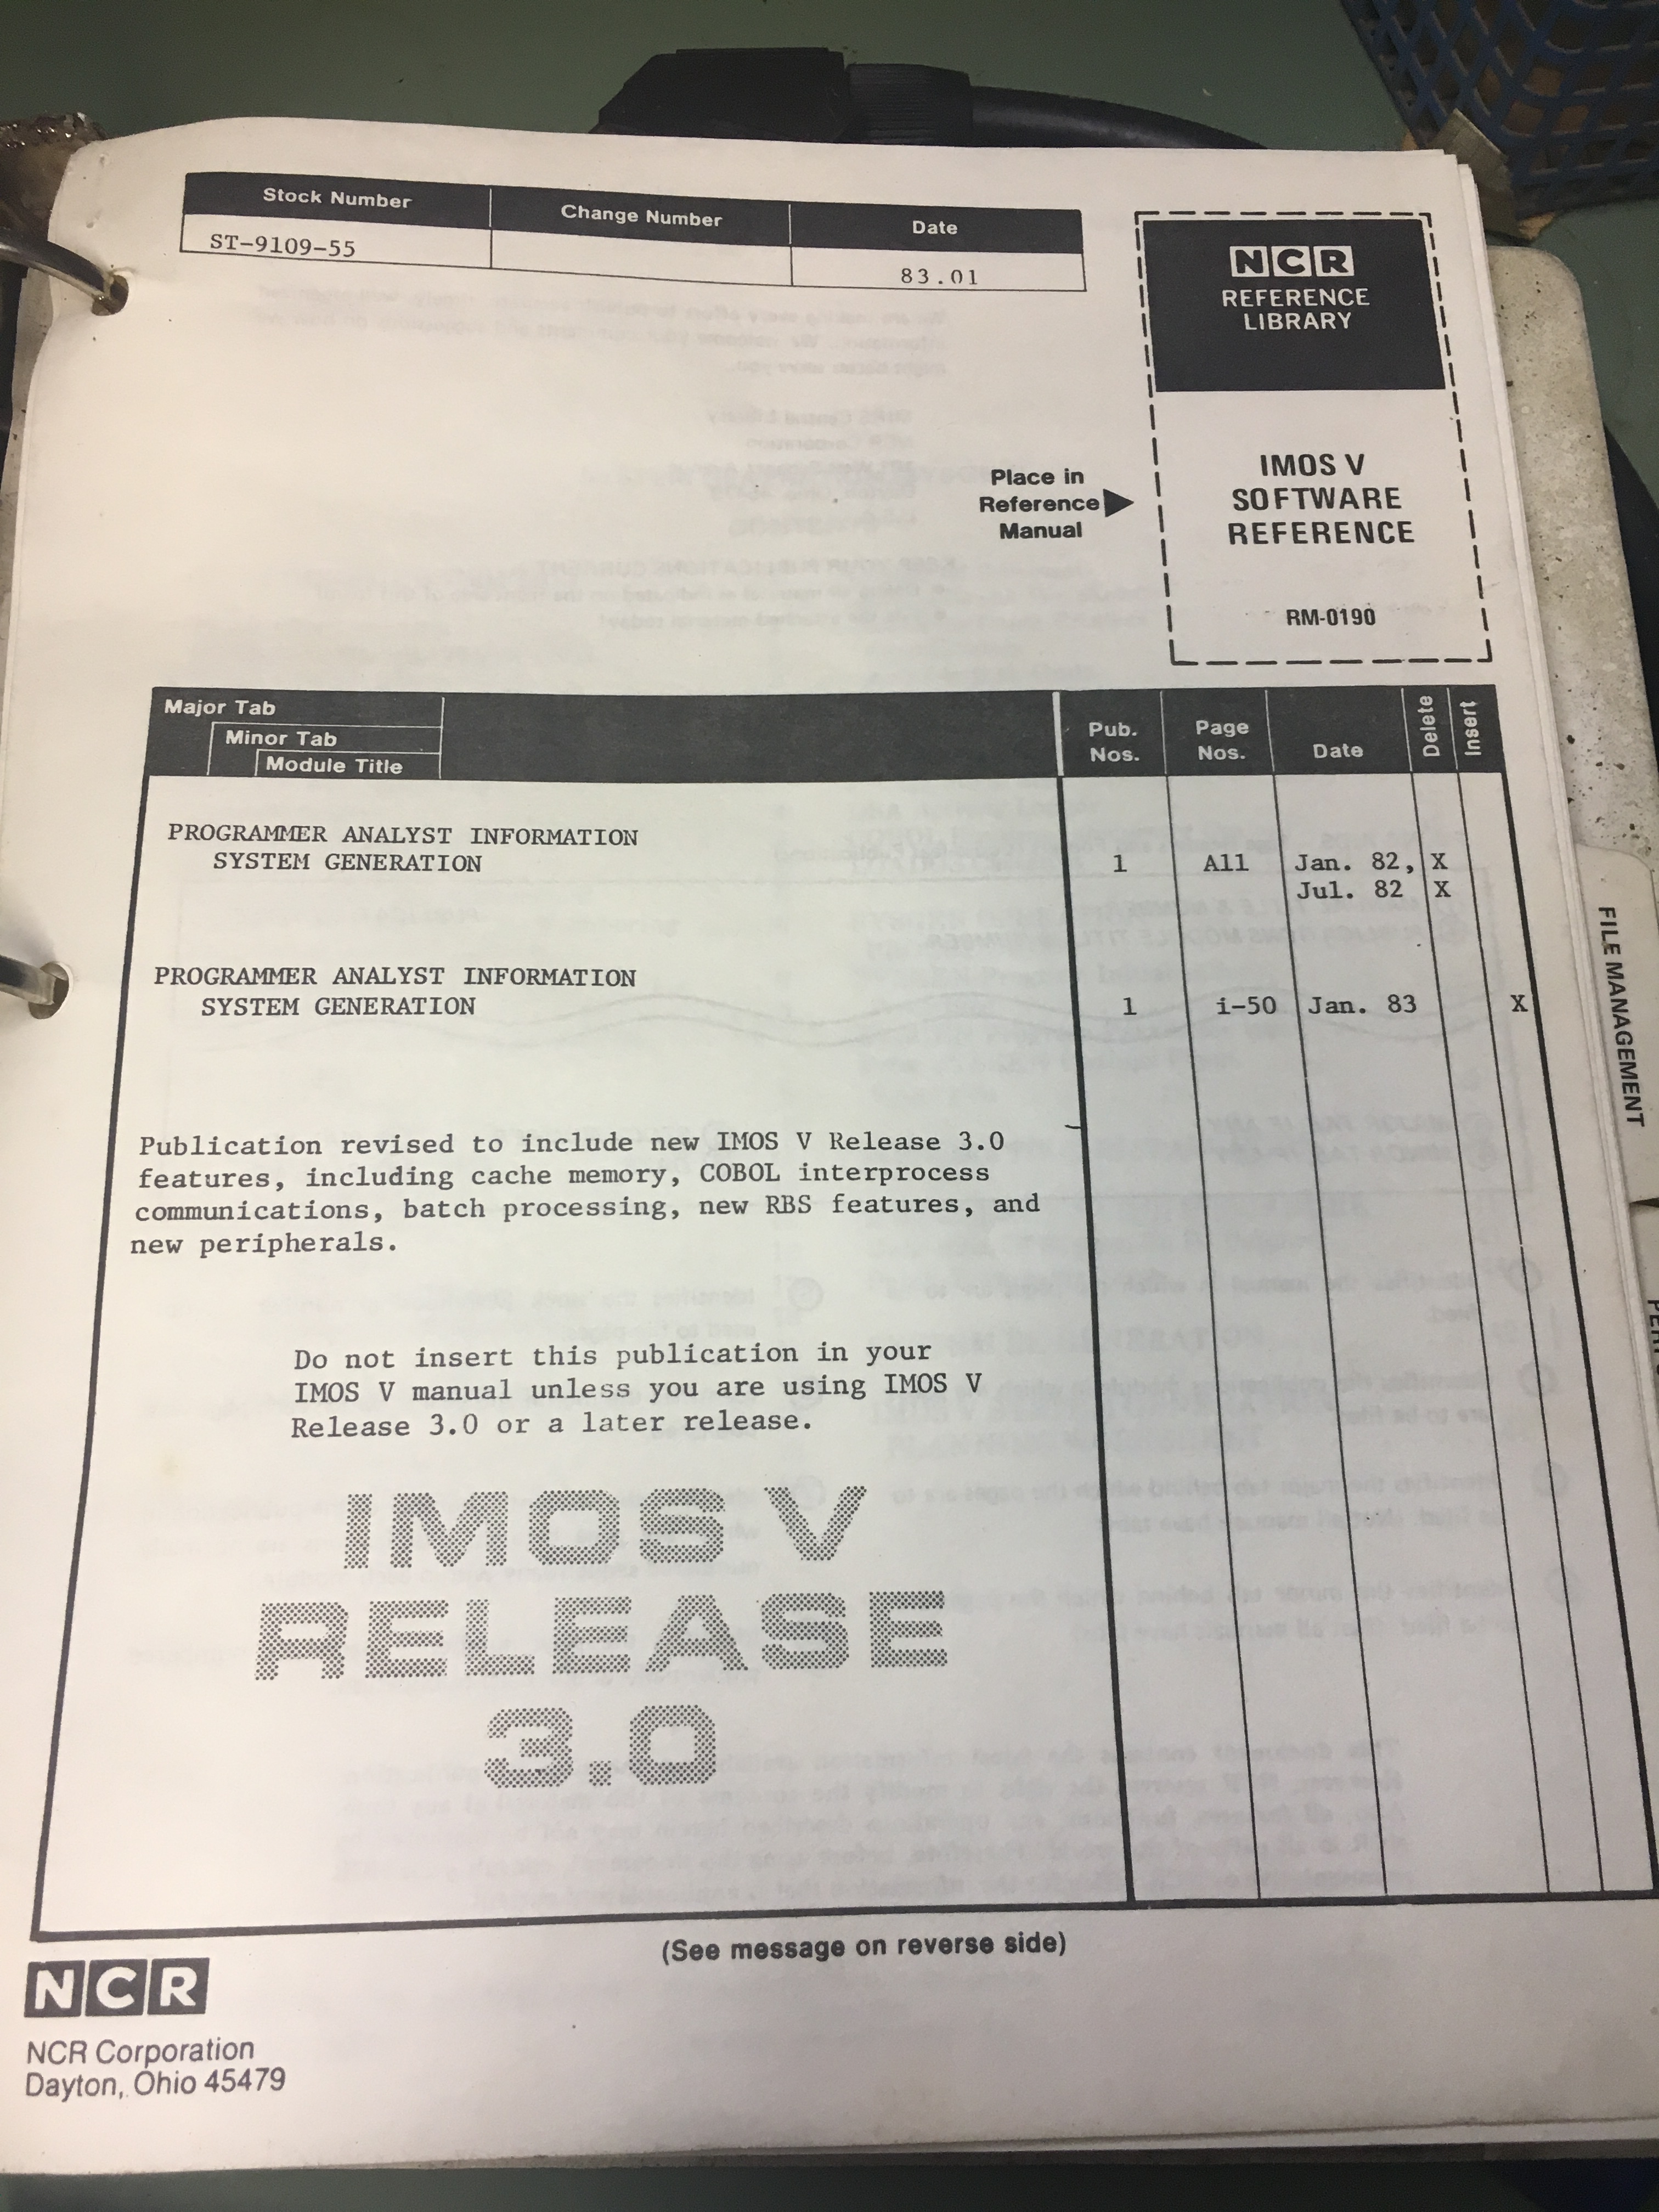 Stock Number Change Number Date
ST-9109-55 83.01
NCR
REFERENCE
LIBRARY
Place in
Reference
Manual
IMOS V
SOFTWARE
REFERENCE
RM-0190
Major Tab
Minor Tab
Module Title
Pub.
Nos.
Page
Nos.
Date
Delete
Insert
PROGRAMMER ANALYST INFORMATION
SYSTEM GENERATION 1 All Jan. 82, X
Jul. 82 X
PROGRAMMER ANALYST INFORMATION
SYSTEM GENERATION 1 i-50 Jan. 83 X
Publication revised to include new IMOS V Release 3.0
features, including cache memory, COBOL interprocess
communications, batch processing, new RBS features, and
new peripherals.
Do not insert this publication in your
IMOS V manual unless you are using IMOS V
Release 3.0 or a later release.
IMOS V
RELEASE
3.0
(See message on reverse side)
NCR
NCR Corporation
Dayton, Ohio 45479
FILE MANAGEMENT